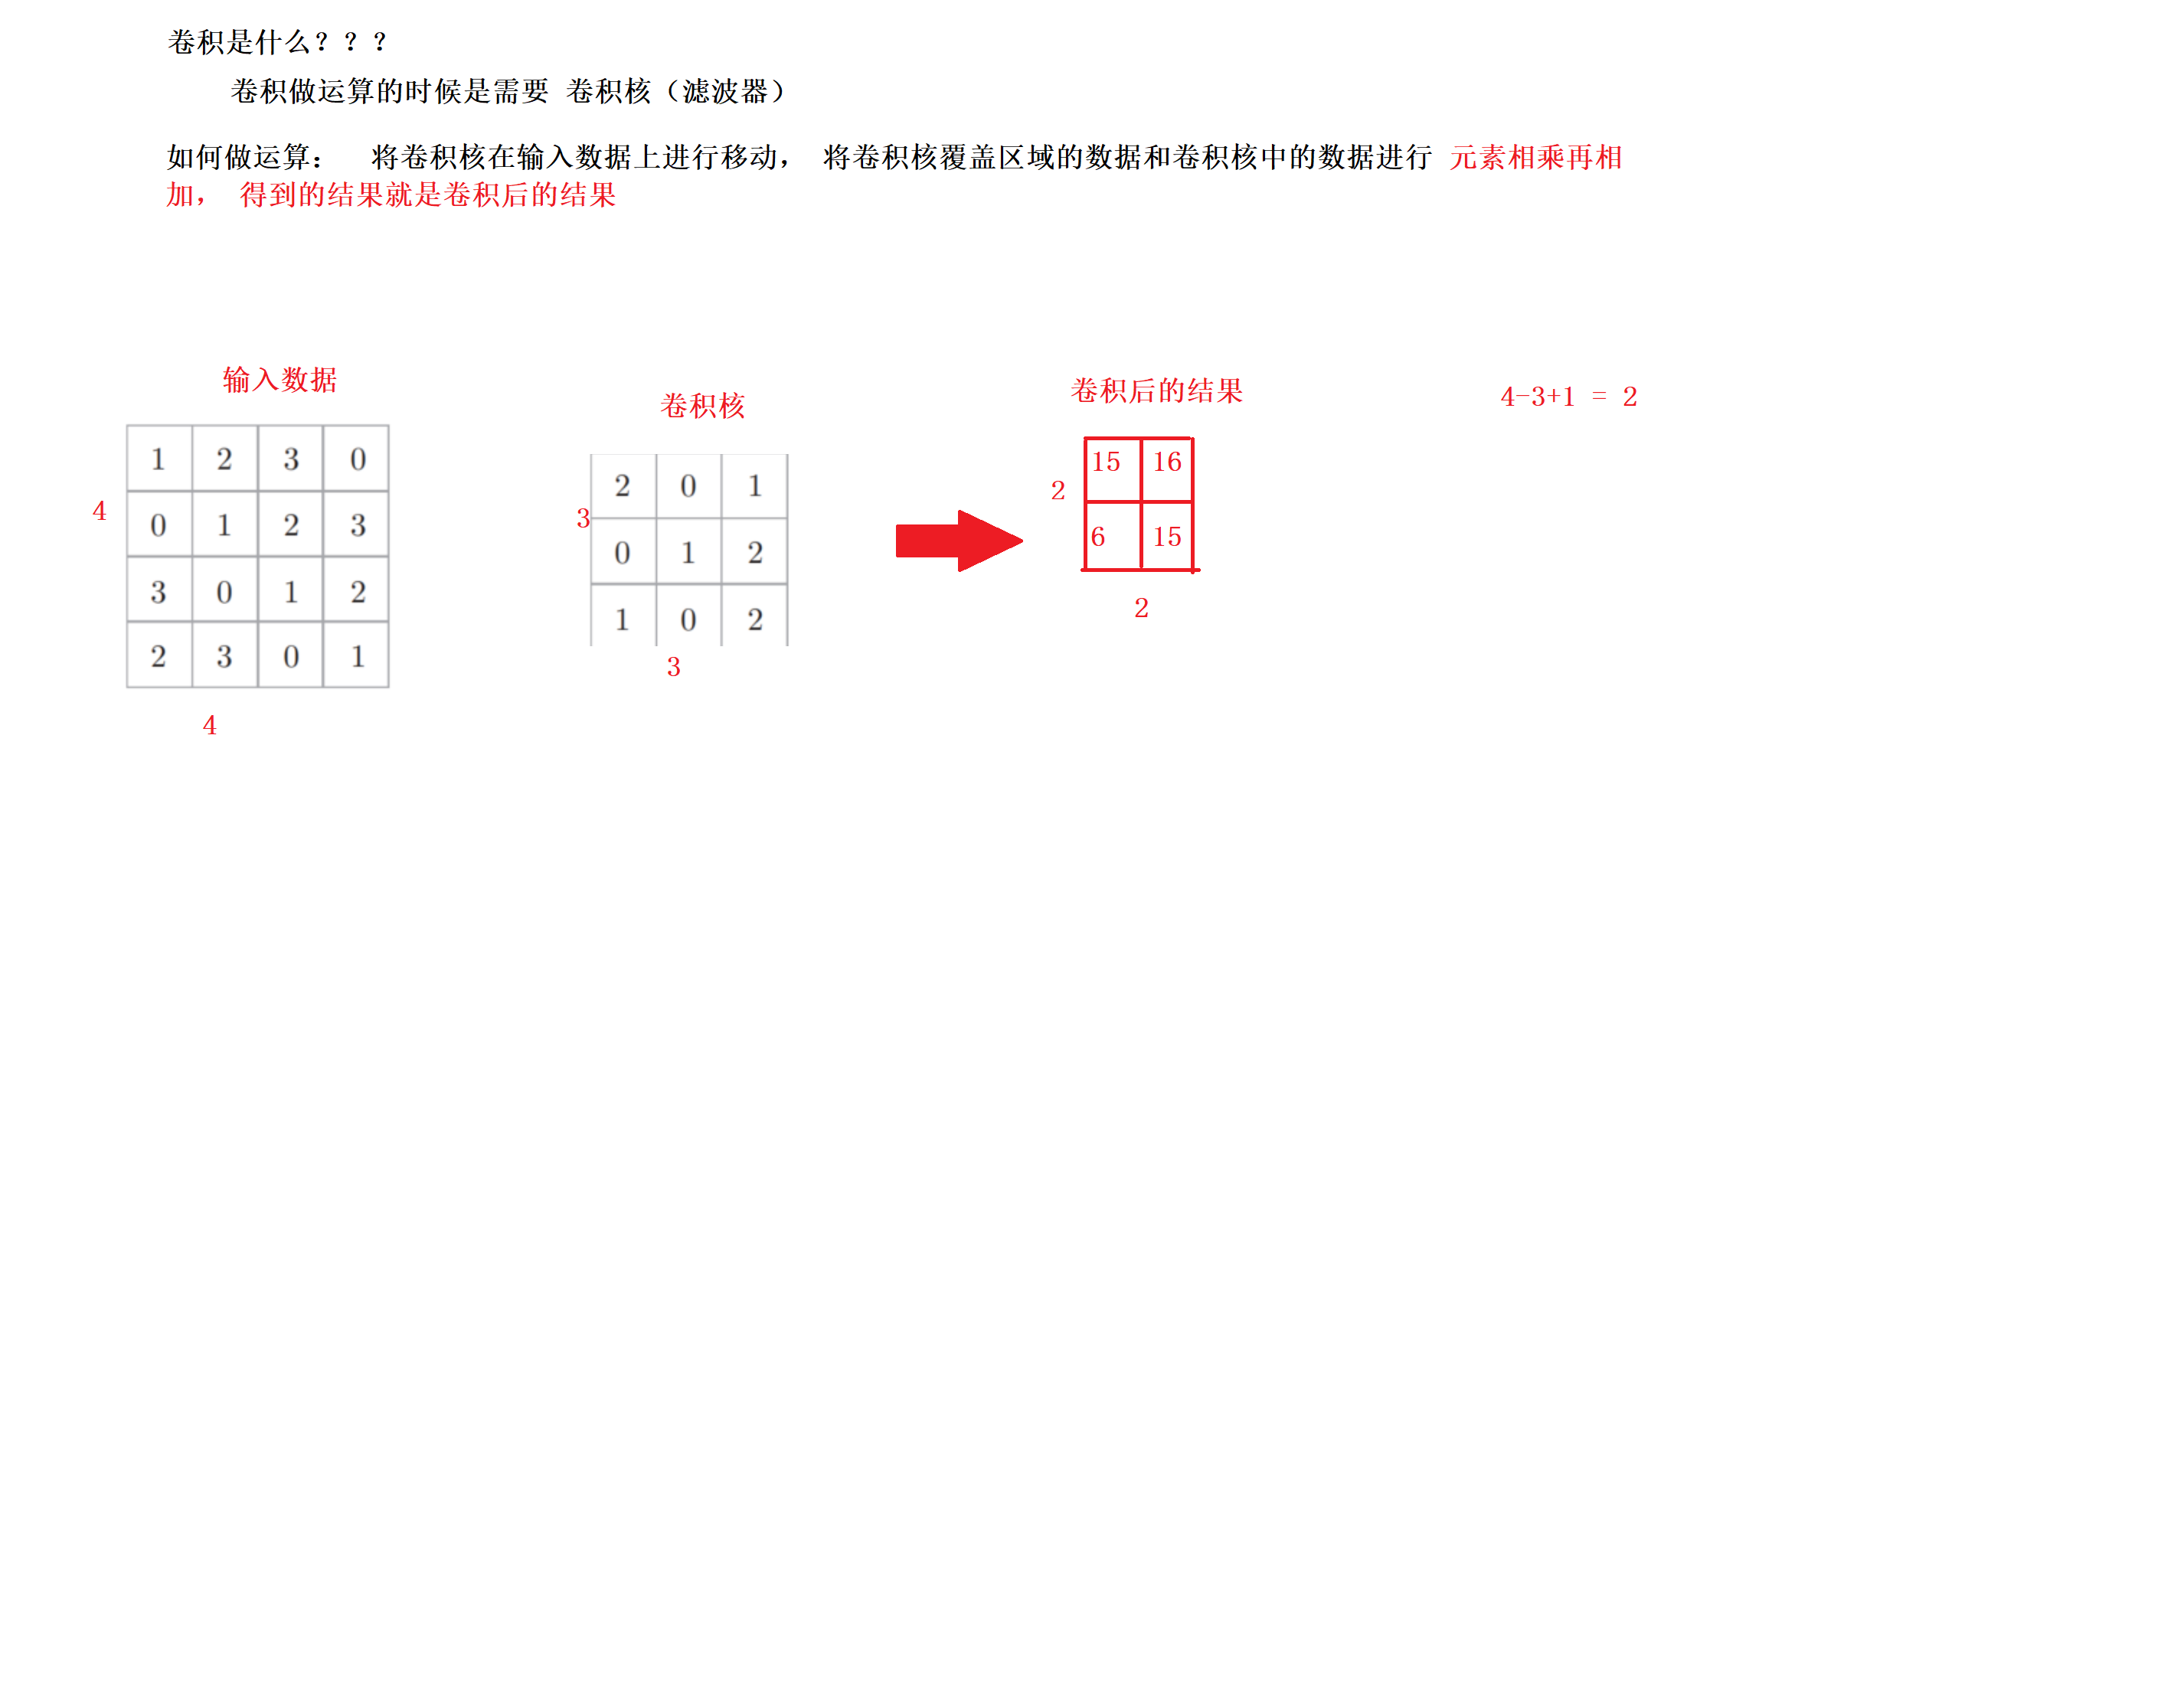 卷积是什么？？？
卷积做运算的时候是需要 卷积核（滤波器）
如何做运算： 将卷积核在输入数据上进行移动， 将卷积核覆盖区域的数据和卷积核中的数据进行 元素相乘再相
加， 得到的结果就是卷积后的结果
输入数据
4
1 2 3 0
0 1 2 3
3 0 1 2
2 3 0 1
4
卷积核
3
2 0 1
0 1 2
1 0 2
3
卷积后的结果
2
15 16
6 15
2
4-3+1 = 2